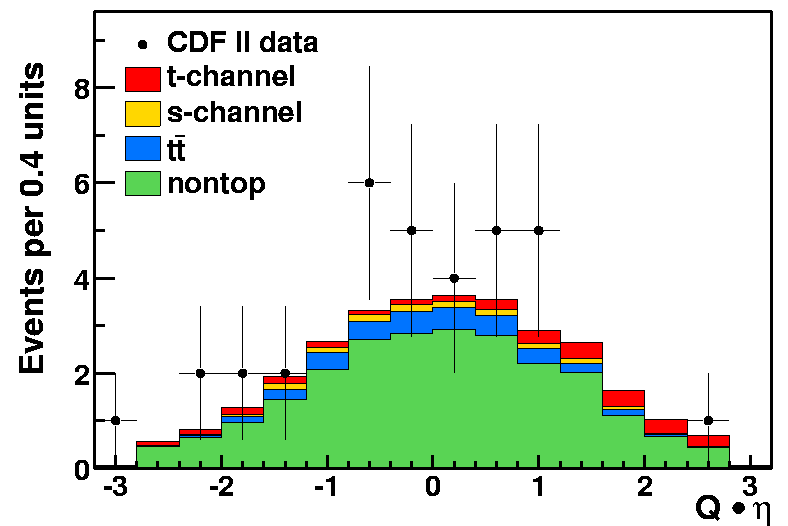 CDF II data
t-channel
s-channel
tt̄
nontop
Events per 0.4 units
8
6
4
2
0
-3 -2 -1 0 1 2 3
Q • η